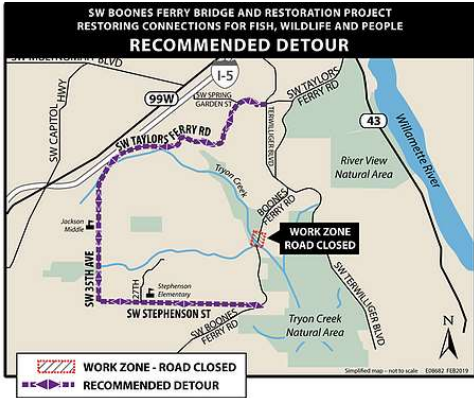 SW BOONES FERRY BRIDGE AND RESTORATION PROJECT
RESTORING CONNECTIONS FOR FISH, WILDLIFE AND PEOPLE
RECOMMENDED DETOUR
SW MULTNOMAH BLVD
I-5
99W
SW SPRING
GARDEN ST
SW TAYLORS
FERRY RD
SW CAPITOL HWY
43
Willamette River
SW TAYLORS FERRY RD
TERWILLIGER BLVD
River View
Natural Area
Tryon Creek
BOONES
FERRY RD
Jackson
Middle
WORK ZONE
ROAD CLOSED
SW 35TH AVE
27TH
Stephenson
Elementary
SW TERWILLIGER BLVD
SW STEPHENSON ST
SW BOONES
FERRY RD
Tryon Creek
Natural Area
N
WORK ZONE - ROAD CLOSED
RECOMMENDED DETOUR
Simplified map – not to scale E08682 FEB2019